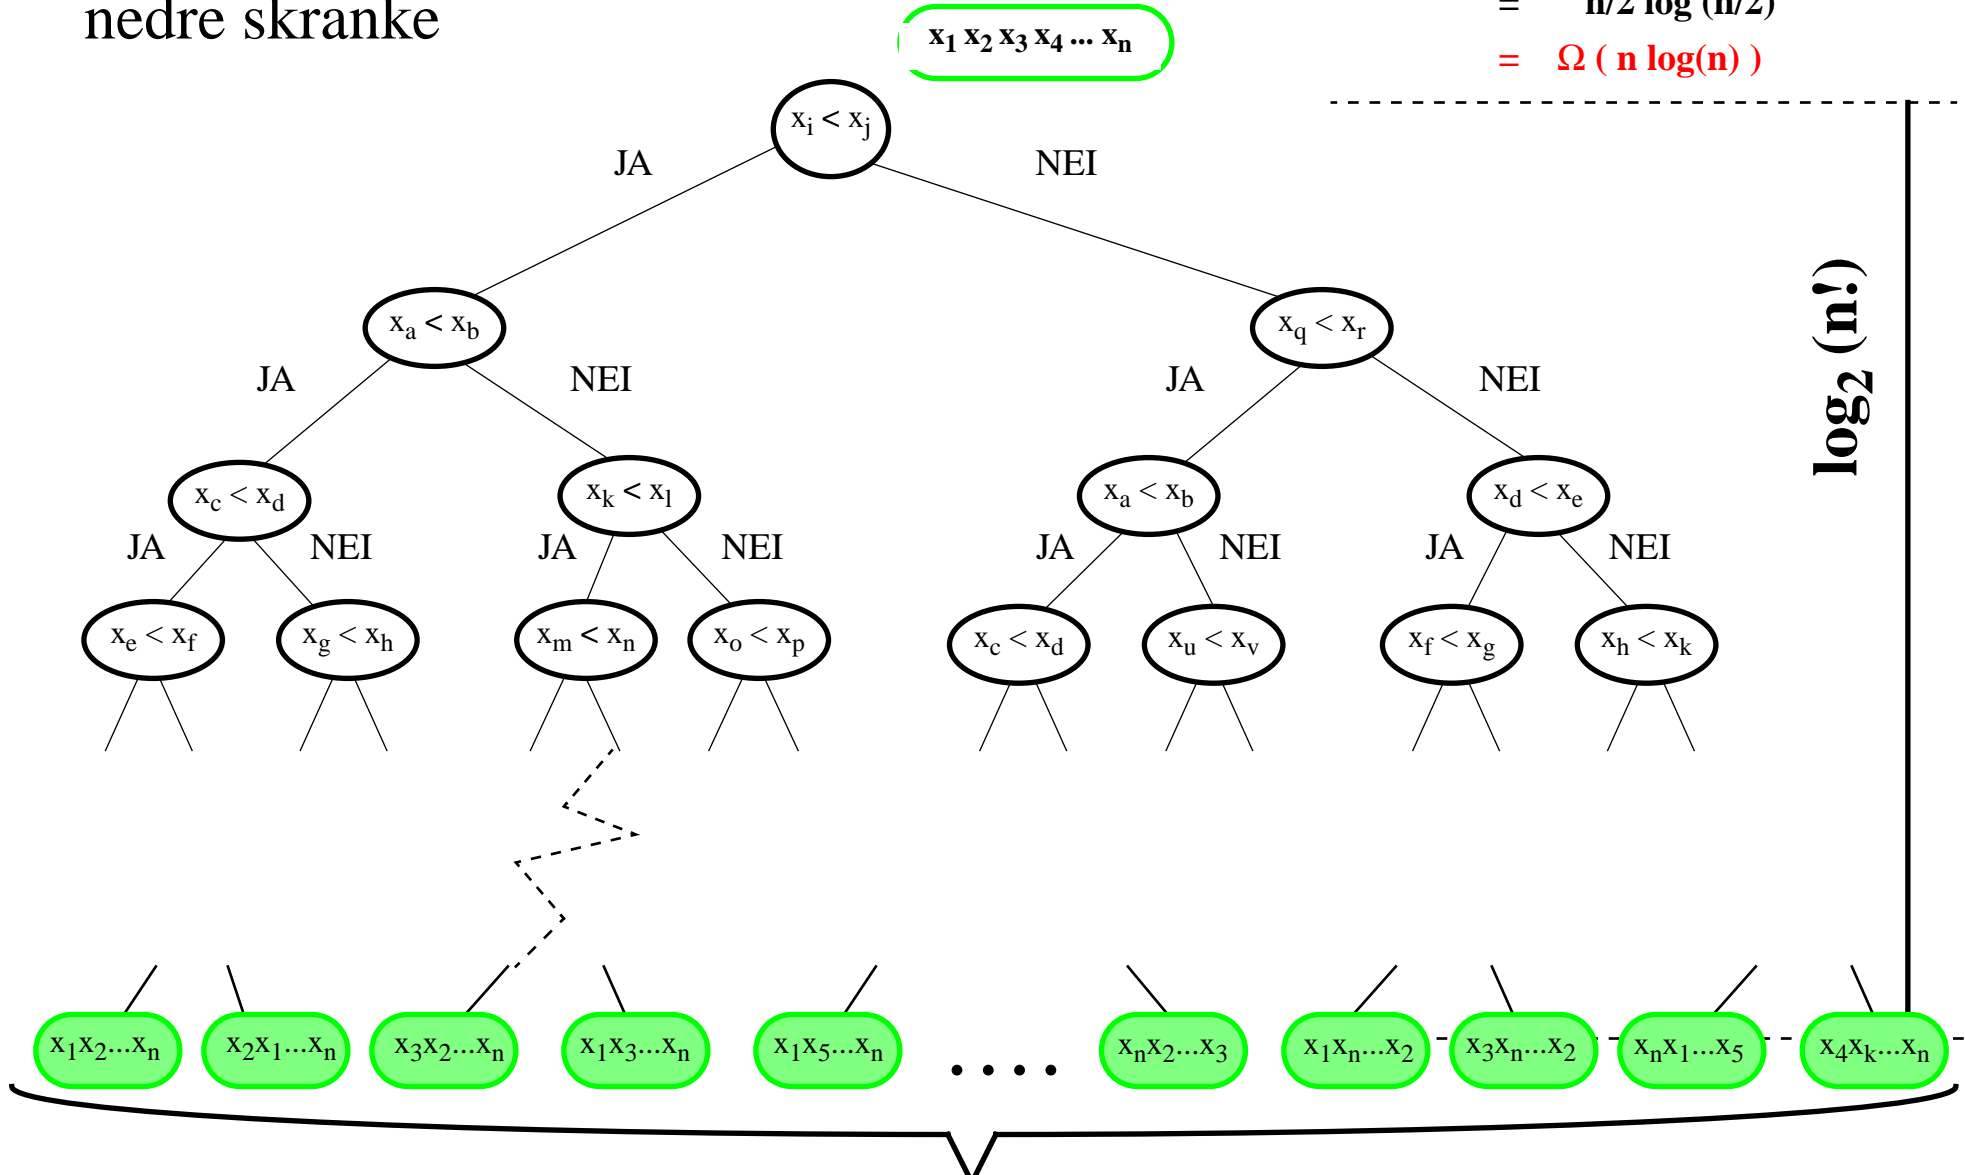 nedre skranke
x1 x2 x3 x4 ... xn
= n/2 log (n/2)
= Ω ( n log(n) )
xi < xj
JA NEI
xa < xb xq < xr
JA NEI JA NEI
log2 (n!)
xc < xd xk < xl xa < xb xd < xe
JA NEI JA NEI JA NEI JA NEI
xe < xf xg < xh xm < xn xo < xp xc < xd xu < xv xf < xg xh < xk
x1x2...xn x2x1...xn x3x2...xn x1x3...xn x1x5...xn .... xnx2...x3 x1xn...x2 x3xn...x2 xnx1...x5 x4xk...xn